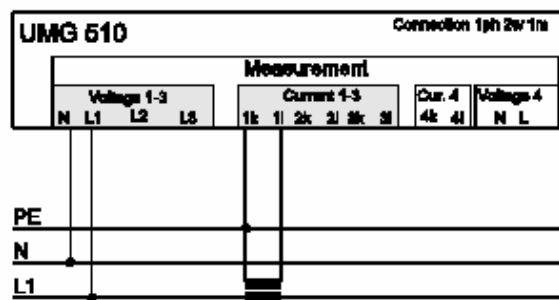 UMG 510
Connection 1ph 2w 1m
Measurement
Voltage 1-3 Current 1-3 Cur. 4 Voltage 4
N L1 L2 L3 1k 1l 2k 2l 3k 3l 4k 4l N L
PE
N
L1